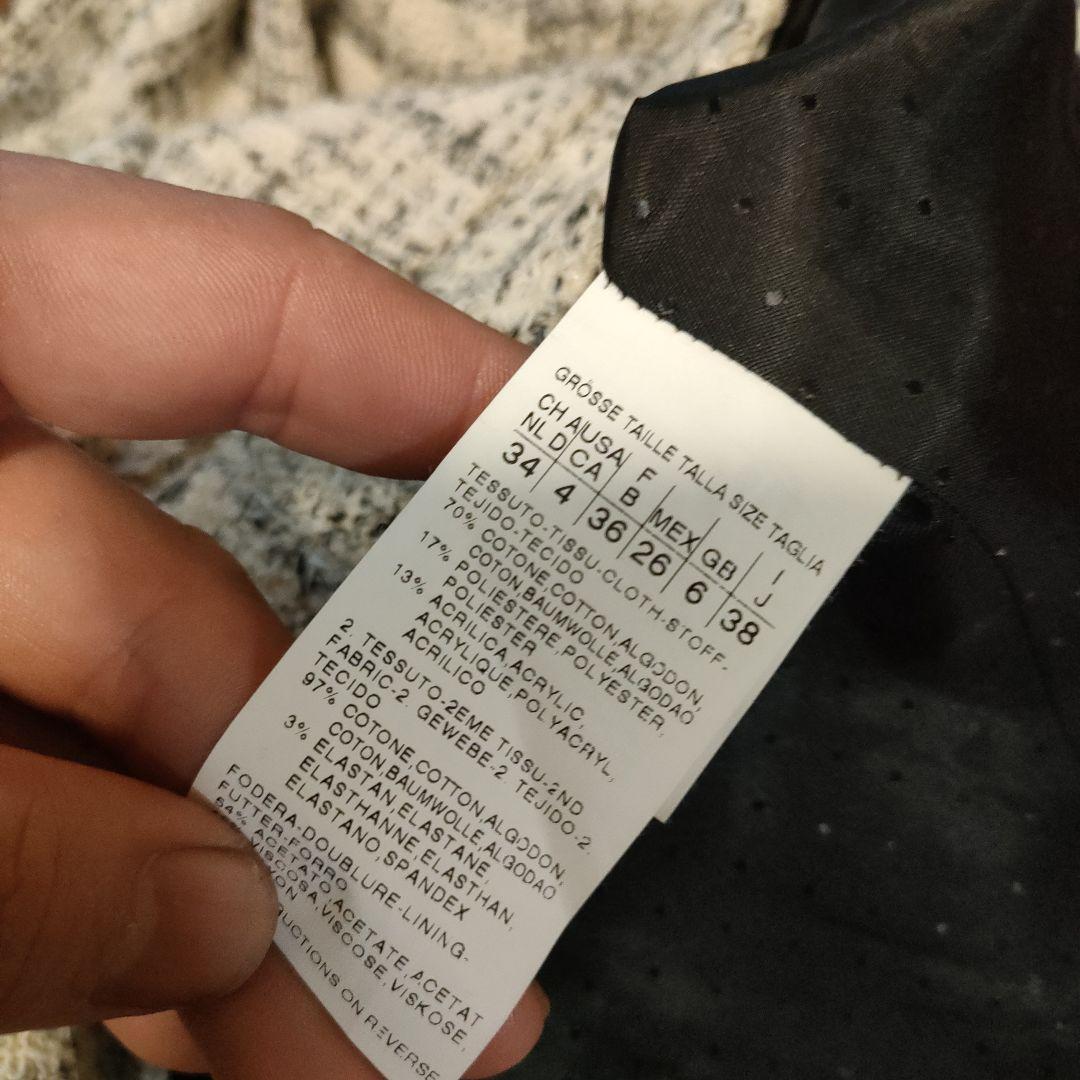 GRÖSSE TAILLE TALLA SIZE TAGLIA
CH A USA F I
NL D CA B MEX GB J
34 4 36 26 6 38
TESSUTO-TISSU-CLOTH-STOFF-
TEJIDO-TECIDO
70% COTONE,COTTON,ALGODON,
COTON,BAUMWOLLE,ALGODAO
17% POLIESTERE,POLYESTER,
POLIESTER
13% ACRILICA,ACRYLIC,
ACRYLIQUE,POLYACRYL,
ACRILICO
2. TESSUTO-2EME TISSU-2ND
FABRIC-2. GEWEBE-2. TEJIDO-2.
TECIDO
97% COTONE,COTTON,ALGODON,
COTON,BAUMWOLLE,ALGODAO
3% ELASTAN,ELASTANE,
ELASTHANNE,ELASTHAN,
ELASTANO,SPANDEX
FODERA-DOUBLURE-LINING-
FUTTER-FORRO
64% ACETATO,ACETATE,ACETAT
VISCOSA,VISCOSE,VISKOSE,
ON REVERSE